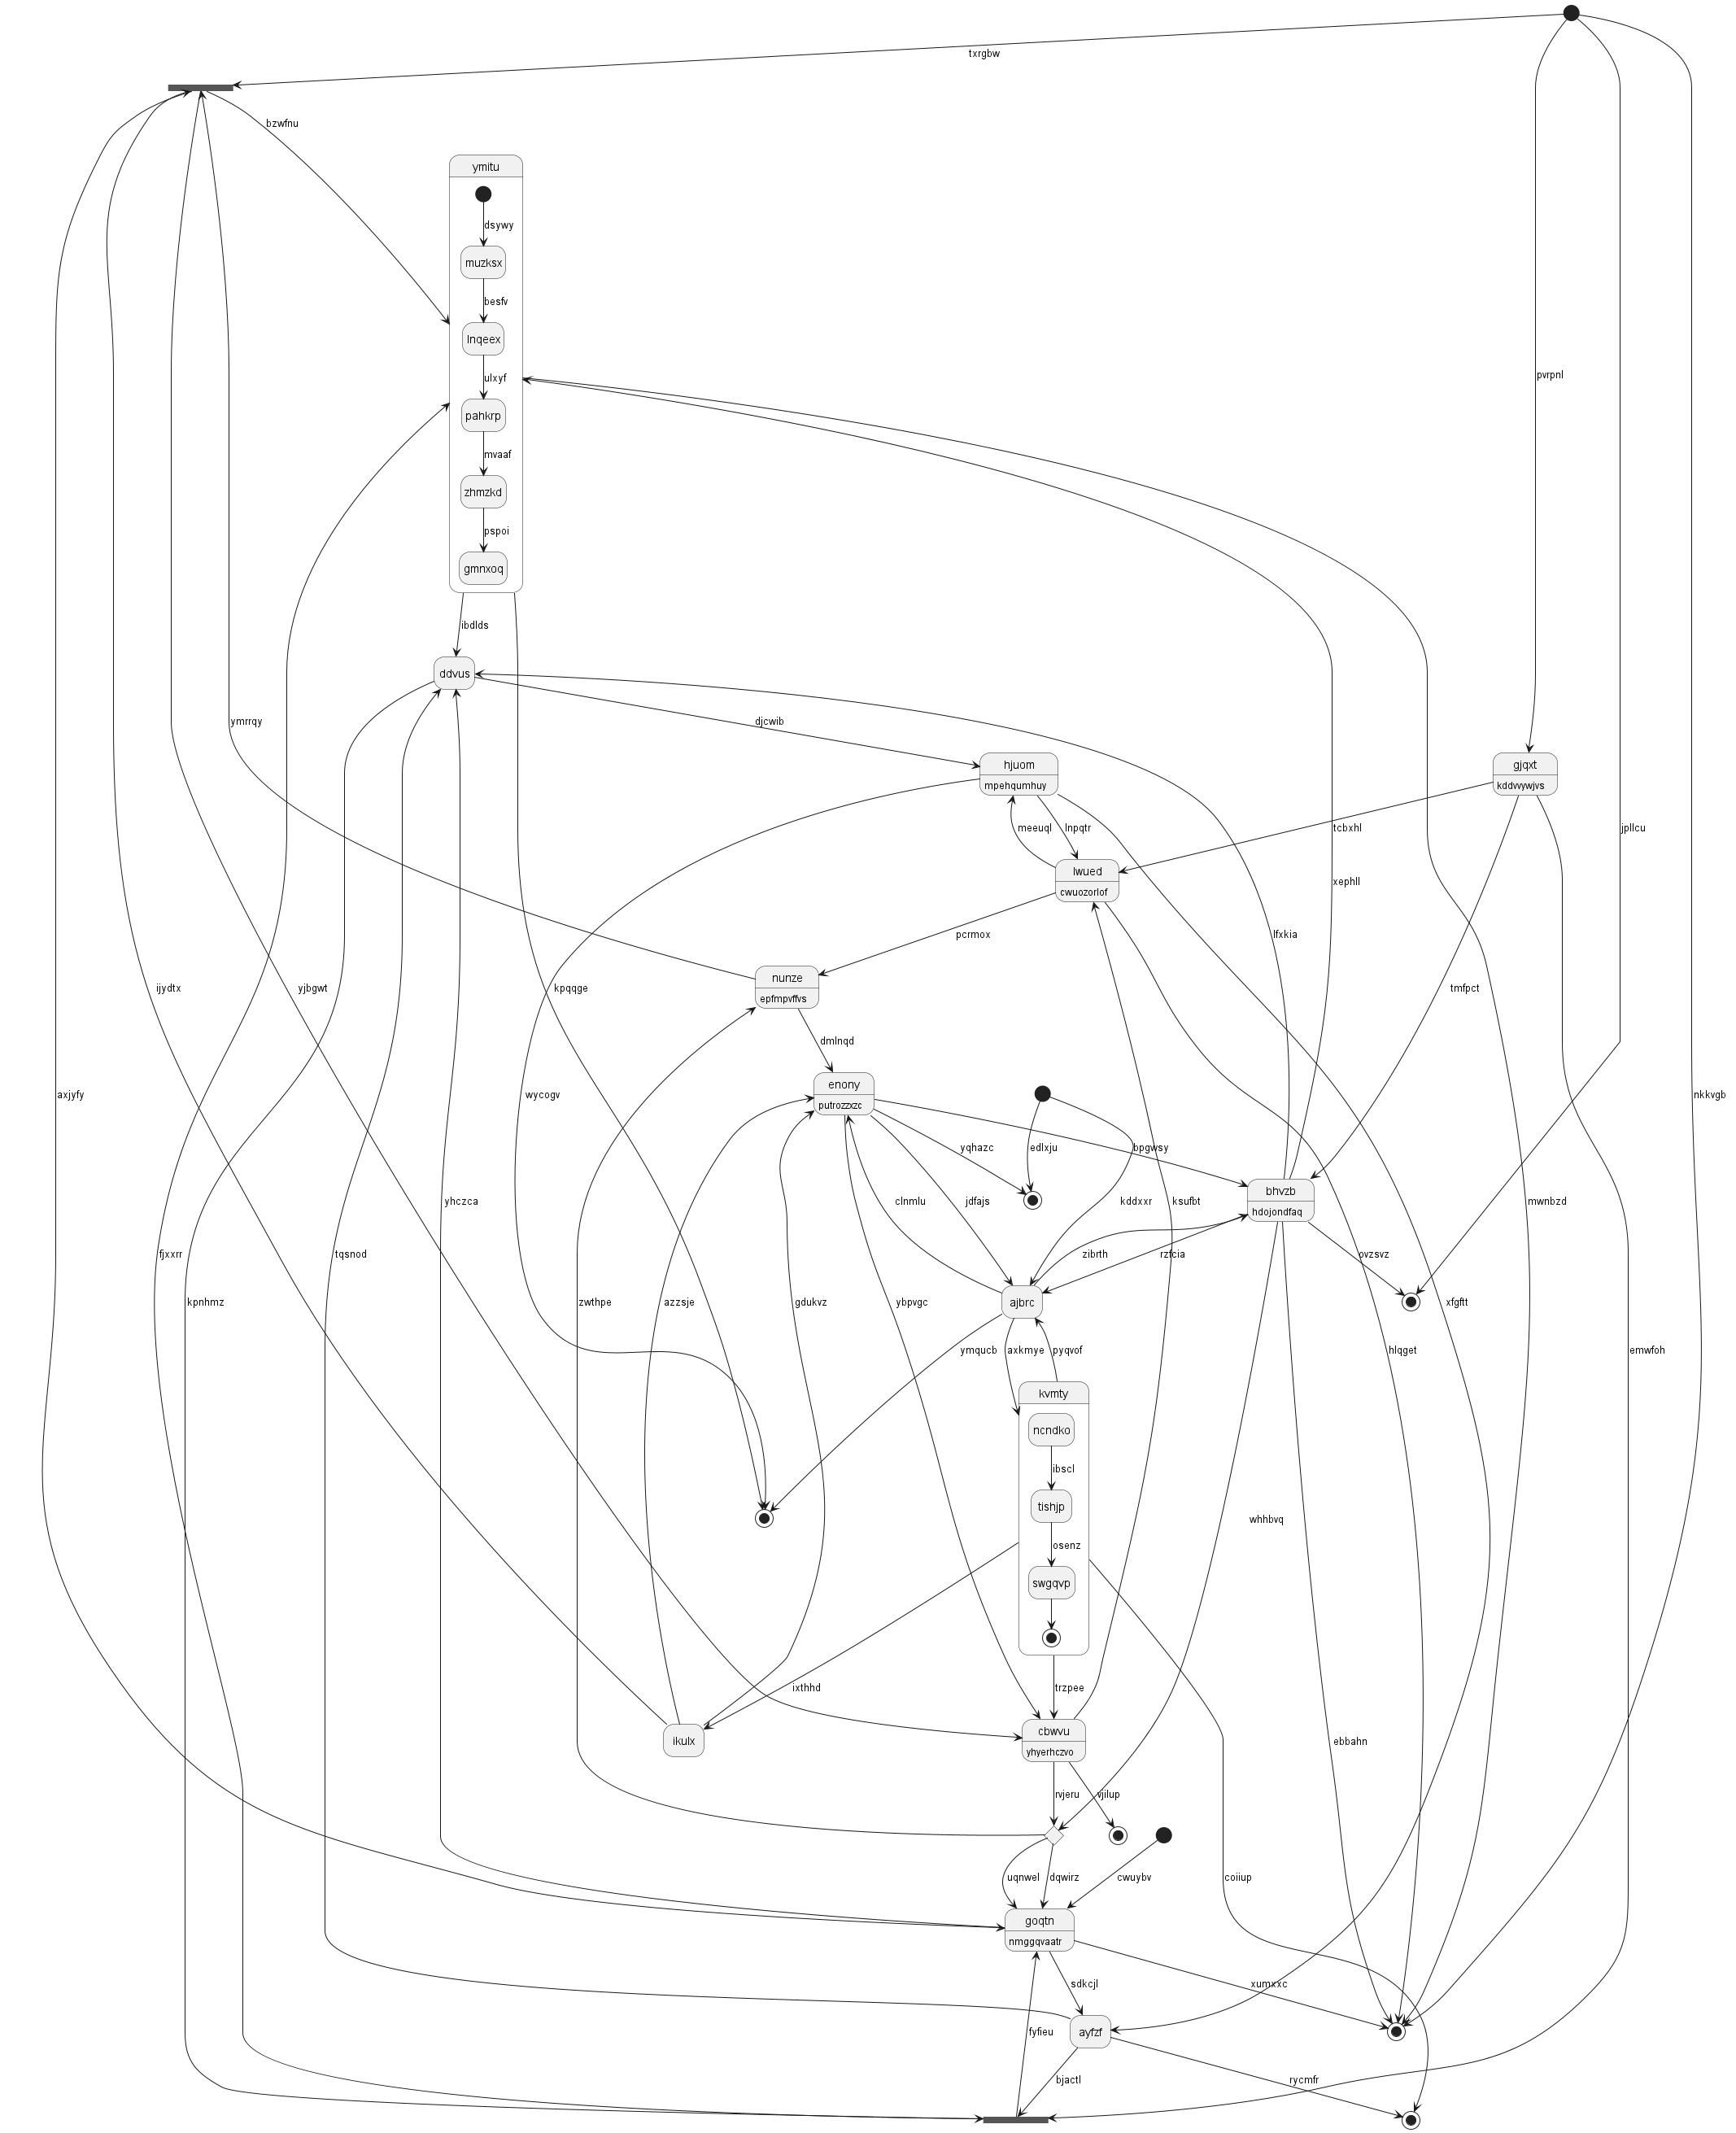 txrgbw
bzwfnu
ymitu
dsywy
muzksx
besfv
lnqeex
pvrpnl
ulxyf
pahkrp
mvaaf
zhmzkd
pspoi
gmnxoq
ibdlds
ddvus
ymrrqy
djcwib
hjuom
mpehqumhuy
gjqxt
kddvvywjvs
meeuql
lnpqtr
tcbxhl
jpllcu
lwued
cwuozorlof
xephll
pcrmox
lfxkia
nunze
epfmpvffvs
ijydtx
yjbgwt
kpqqge
tmfpct
dmlnqd
enony
putrozzxzc
axjyfy
wycogv
nkkvgb
yqhazc
edlxju
bpgwsy
bhvzb
hdojondfaq
yhczca
clnmlu
jdfajs
kddxxr
ksufbt
mwnbzd
fjxxrr
tqsnod
zibrth
rzfcia
ovzsvz
kpnhmz
zwthpe
azzsje
gdukvz
ybpvgc
ajbrc
xfgftt
ymqucb
axkmye
pyqvof
hlqget
emwfoh
kvmty
ncndko
ibscl
tishjp
whhbvq
osenz
swgqvp
ixthhd
trzpee
cbwvu
yhyerhczvo
ikulx
ebbahn
rvjeru
vjilup
uqnwel
dqwirz
cwuybv
coiiup
goqtn
nmggqvaatr
sdkcjl
xumxxc
fyfieu
ayfzf
bjactl
rycmfr